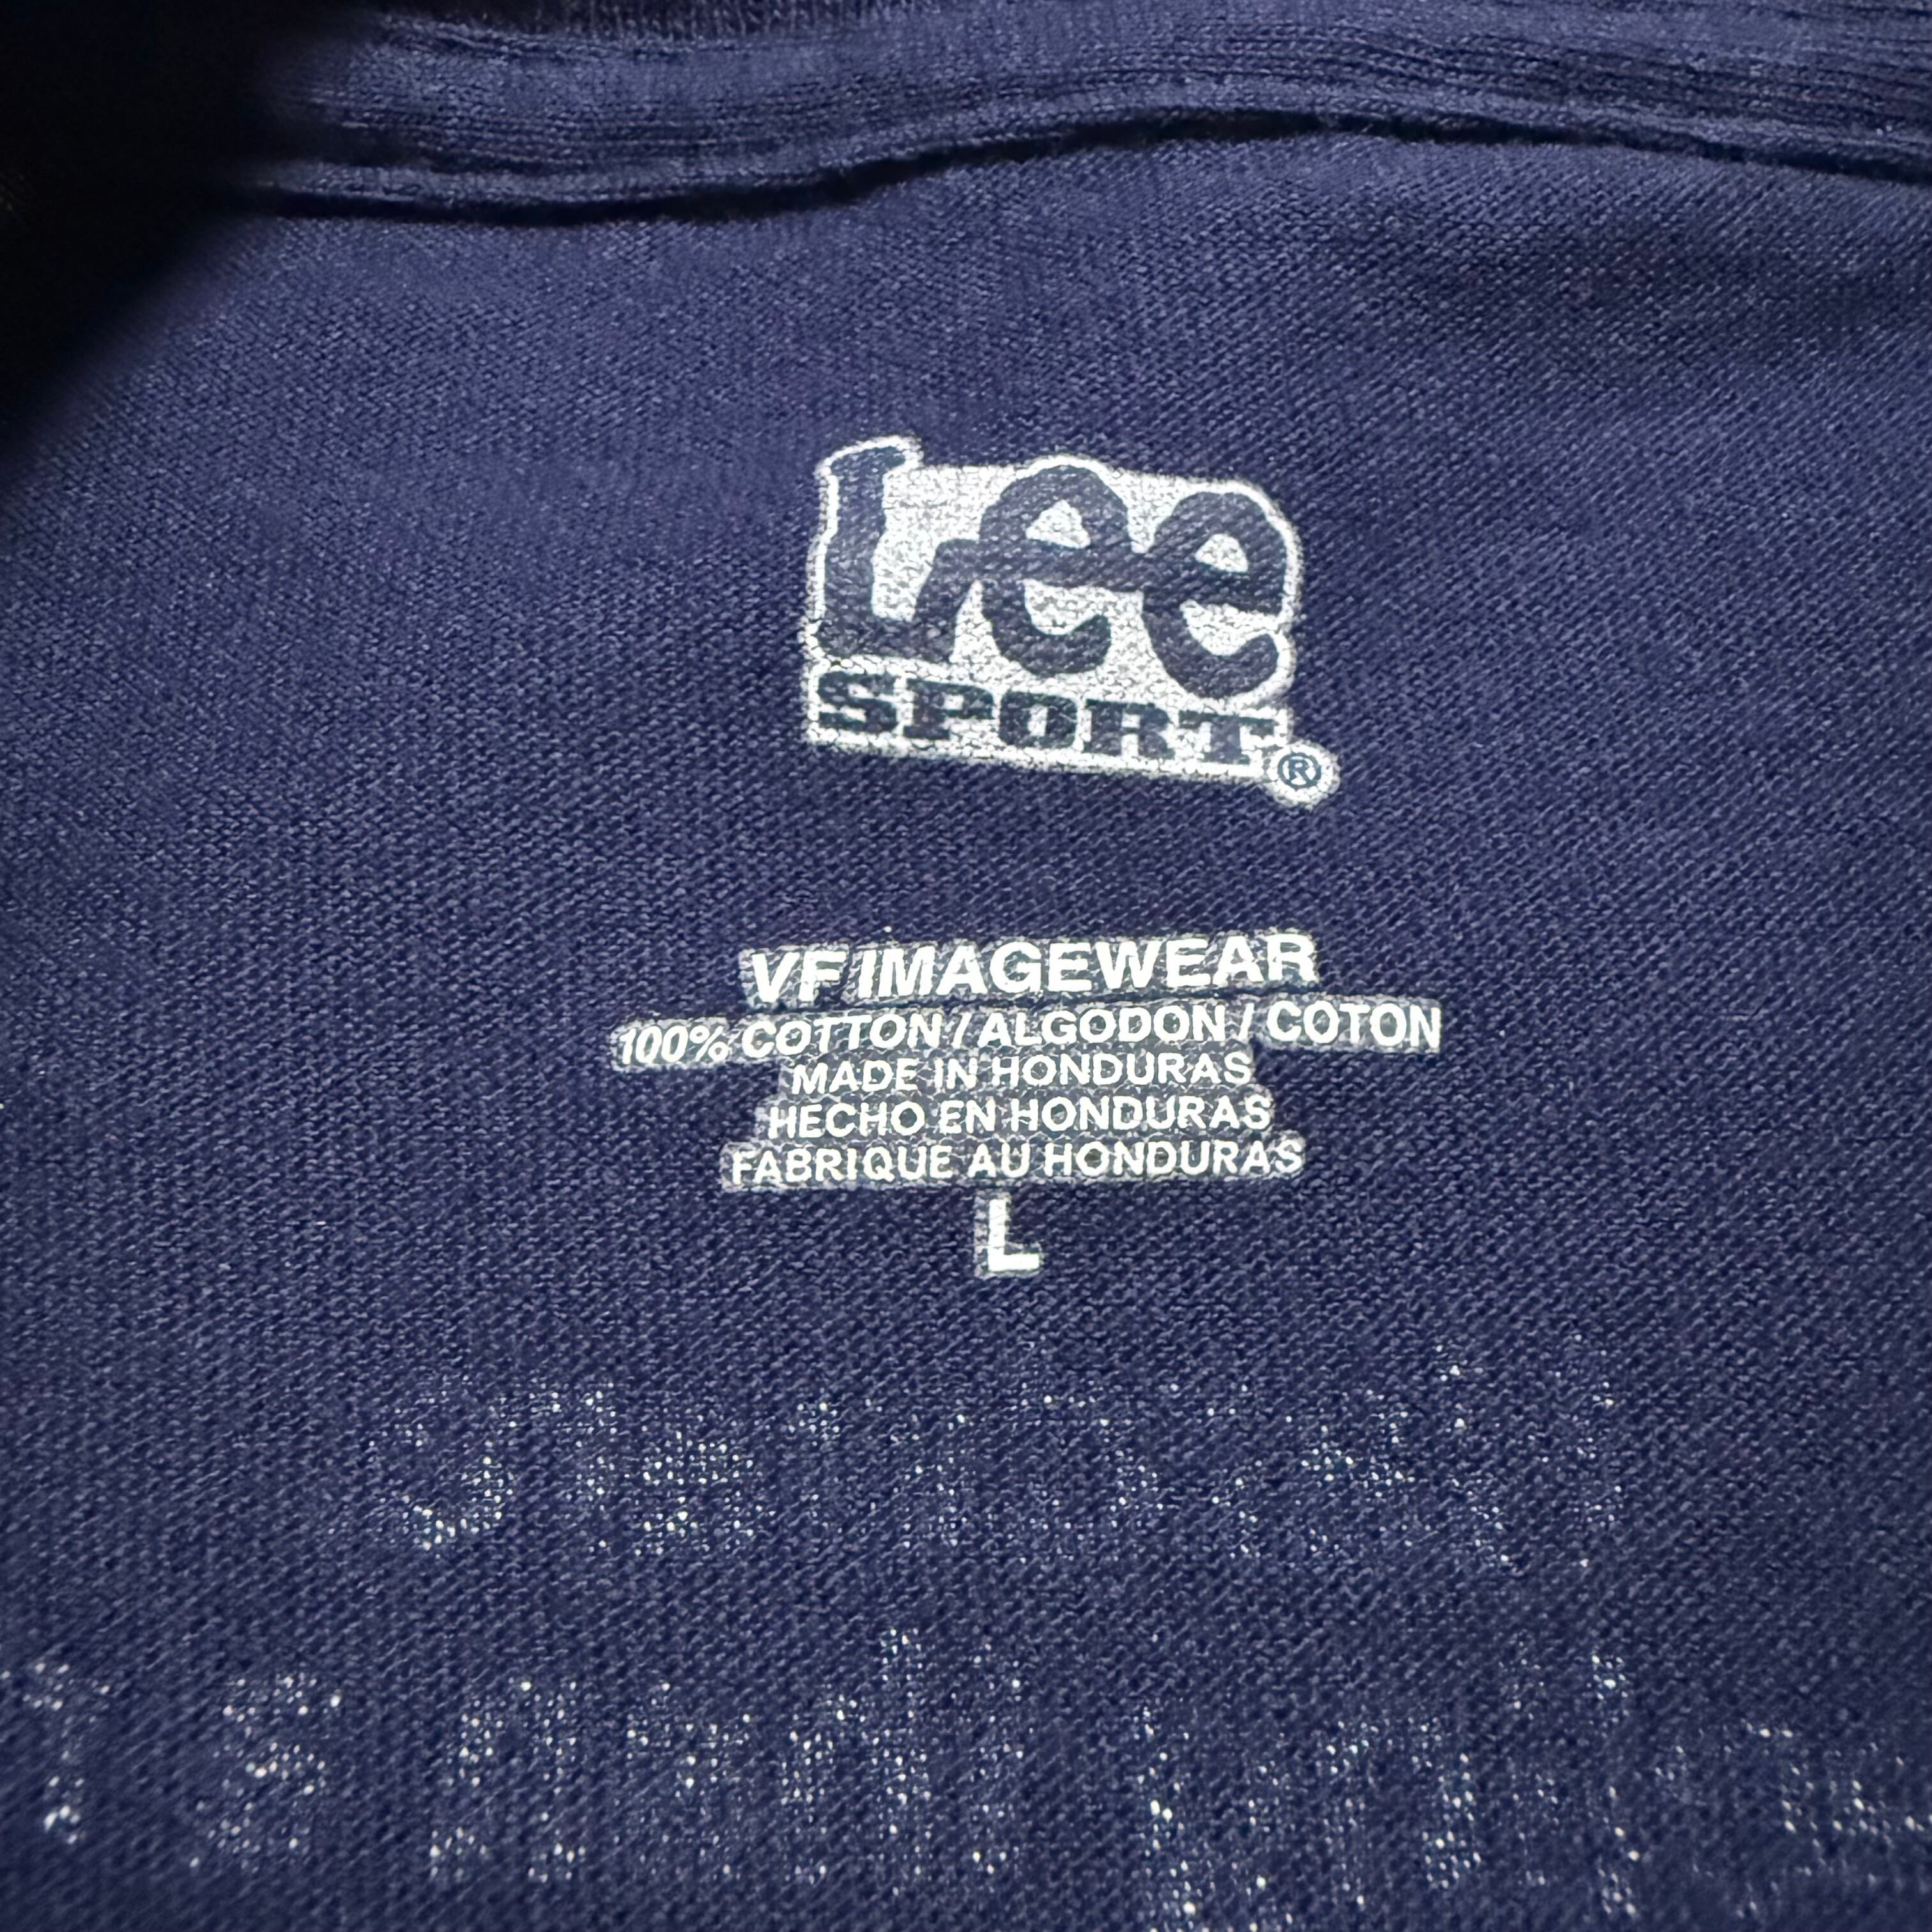 Lee
SPORT®
VF IMAGEWEAR
100% COTTON / ALGODON / COTON
MADE IN HONDURAS
HECHO EN HONDURAS
FABRIQUE AU HONDURAS
L